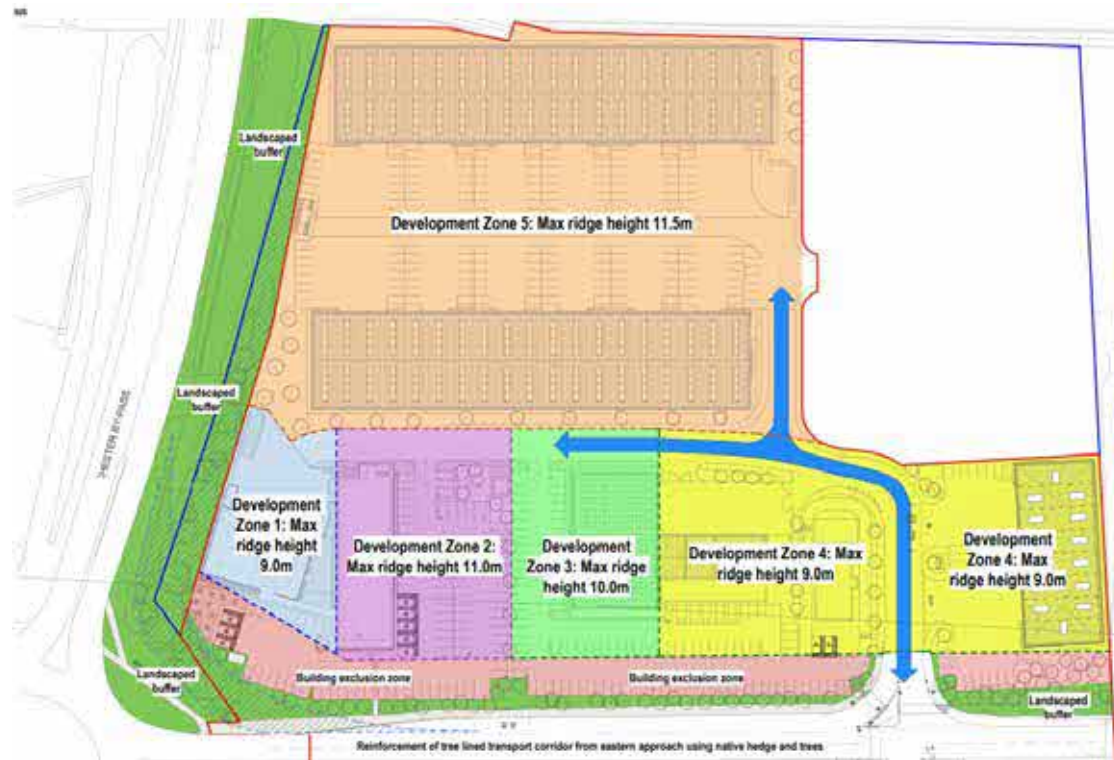 Landscaped
buffer
Development Zone 5: Max ridge height 11.5m
Landscaped
buffer
Development
Zone 1: Max
ridge height
9.0m
Development Zone 2:
Max ridge height 11.0m
Development
Zone 3: Max ridge
height 10.0m
Development Zone 4: Max
ridge height 9.0m
Development
Zone 4: Max
ridge height 9.0m
HESTER BY-PASS
Landscaped
buffer
Building exclusion zone
Building exclusion zone
Landscaped
buffer
Reinforcement of tree lined transport corridor from eastern approach using native hedge and trees